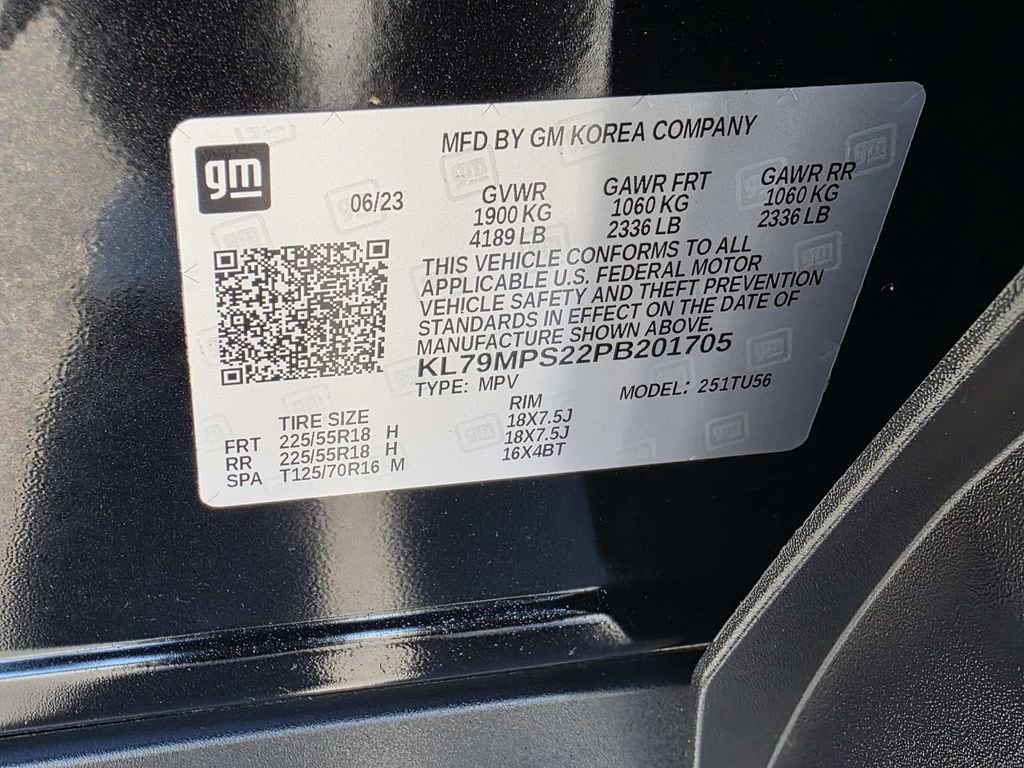 MFD BY GM KOREA COMPANY
gm
06/23
GVWR GAWR FRT GAWR RR
1900 KG 1060 KG 1060 KG
4189 LB 2336 LB 2336 LB
THIS VEHICLE CONFORMS TO ALL
APPLICABLE U.S. FEDERAL MOTOR
VEHICLE SAFETY AND THEFT PREVENTION
STANDARDS IN EFFECT ON THE DATE OF
MANUFACTURE SHOWN ABOVE.
KL79MPS22PB201705
TYPE: MPV MODEL: 251TU56
TIRE SIZE RIM
FRT 225/55R18 H 18X7.5J
RR 225/55R18 H 18X7.5J
SPA T125/70R16 M 16X4BT